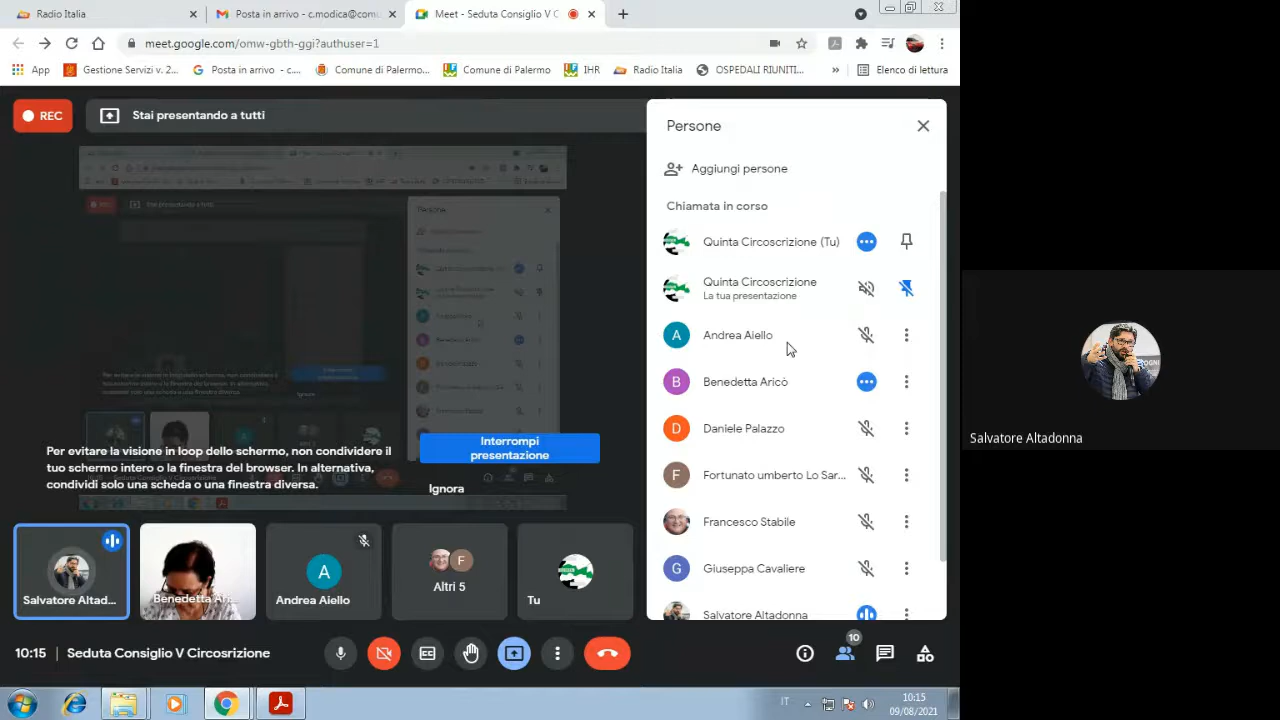 Radio Italia
Posta in arrivo - c.modica@com
Meet - Seduta Consiglio V C
meet.google.com/omw-gbth-ggi?authuser=1
App
Gestione Servizi v. 2...
Posta in arrivo - c....
Comune di Palermo...
Comune di Palermo
IHR
Radio Italia
OSPEDALI RIUNITI...
»
Elenco di lettura
REC
Stai presentando a tutti
Persone
Aggiungi persone
Chiamata in corso
Quinta Circoscrizione (Tu)
Quinta Circoscrizione
La tua presentazione
A
Andrea Aiello
B
Benedetta Aricò
D
Daniele Palazzo
F
Fortunato umberto Lo Sar...
Francesco Stabile
G
Giuseppa Cavaliere
Salvatore Altadonna
Per evitare la visione in loop dello schermo, non condividere il
tuo schermo intero o la finestra del browser. In alternativa,
condividi solo una scheda o una finestra diversa.
Interrompi
presentazione
Ignora
Salvatore Altad...
Benedetta Ari...
A
Andrea Aiello
F
Altri 5
Tu
10:15 | Seduta Consiglio V Circosrizione
10
IT
10:15
09/08/2021
Salvatore Altadonna